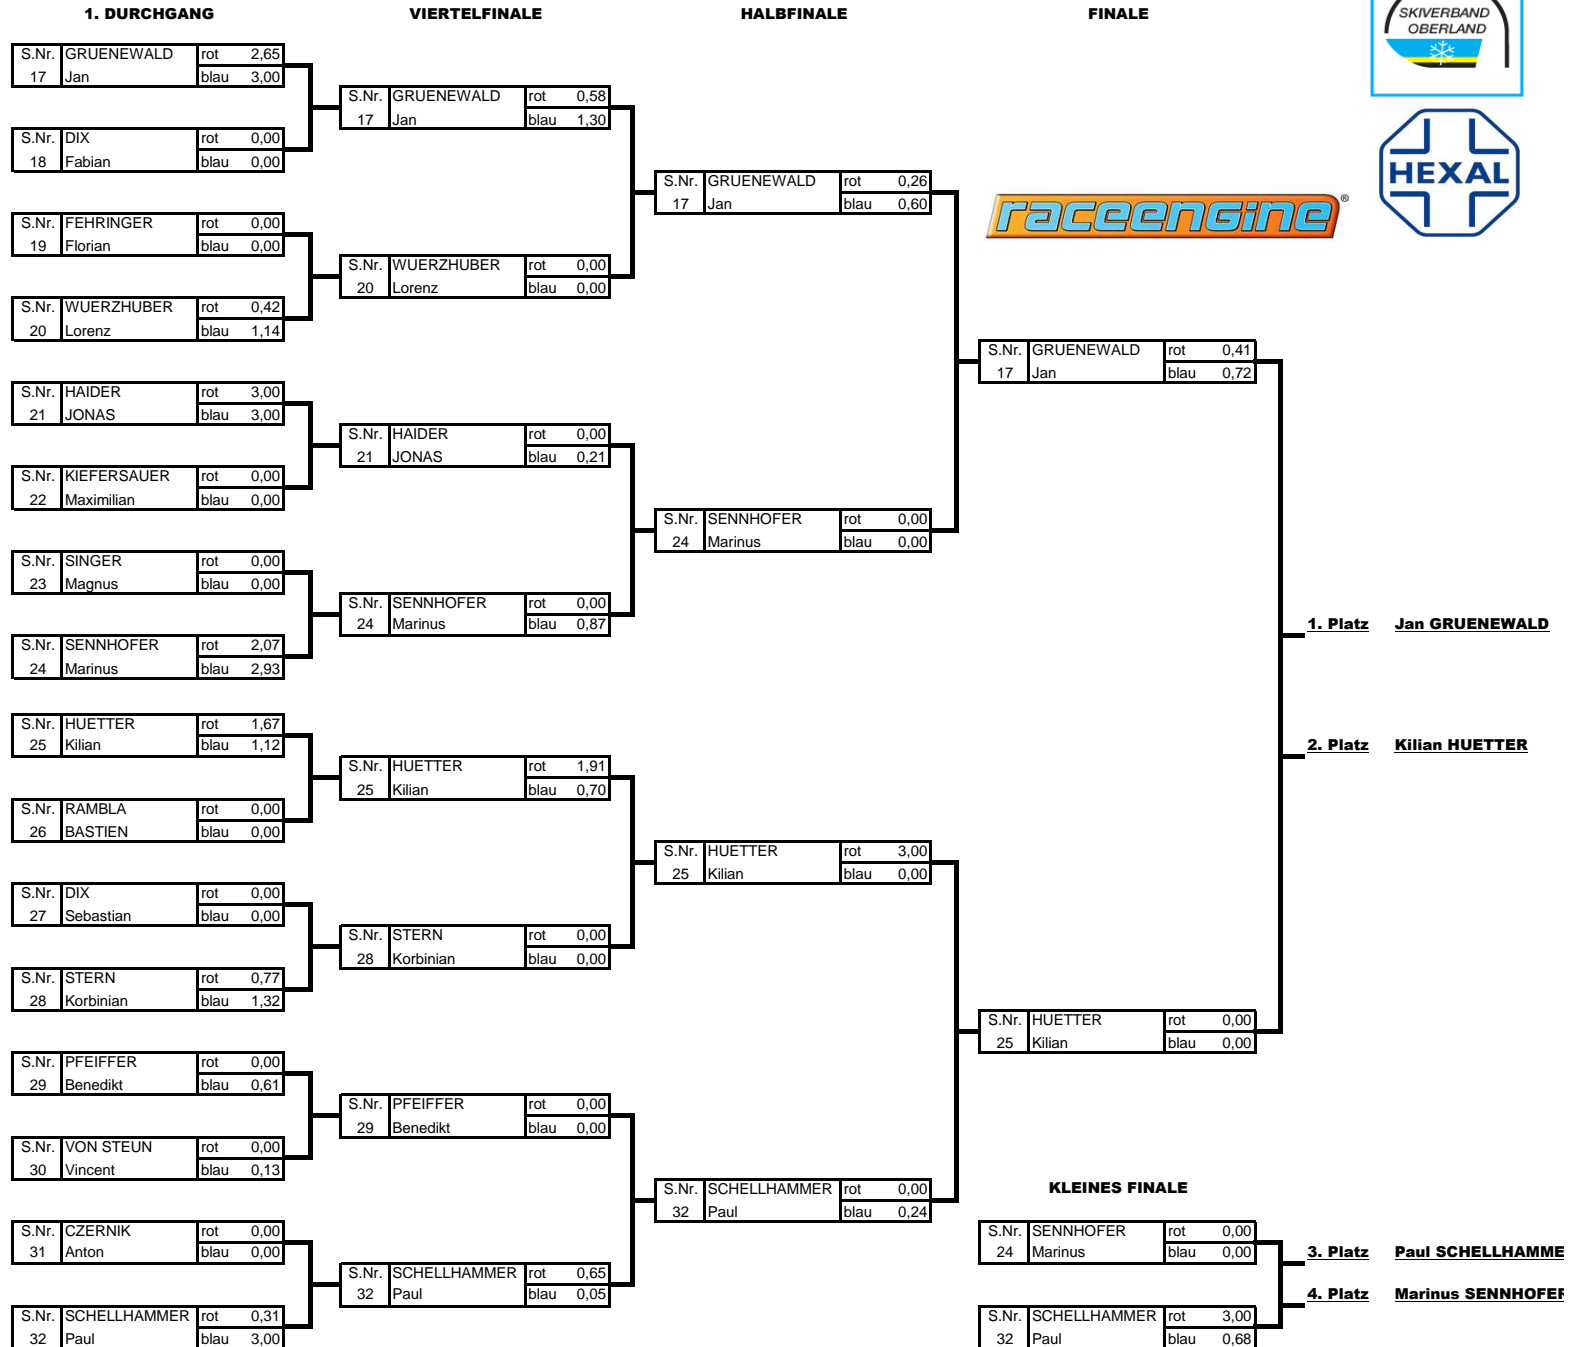 1. DURCHGANG VIERTELFINALE HALBFINALE FINALE
SKIVERBAND
OBERLAND
HEXAL
raceengine®
S.Nr. GRUENEWALD rot 2,65
17 Jan blau 3,00
S.Nr. DIX rot 0,00
18 Fabian blau 0,00
S.Nr. FEHRINGER rot 0,00
19 Florian blau 0,00
S.Nr. WUERZHUBER rot 0,42
20 Lorenz blau 1,14
S.Nr. HAIDER rot 3,00
21 JONAS blau 3,00
S.Nr. KIEFERSAUER rot 0,00
22 Maximilian blau 0,00
S.Nr. SINGER rot 0,00
23 Magnus blau 0,00
S.Nr. SENNHOFER rot 2,07
24 Marinus blau 2,93
S.Nr. HUETTER rot 1,67
25 Kilian blau 1,12
S.Nr. RAMBLA rot 0,00
26 BASTIEN blau 0,00
S.Nr. DIX rot 0,00
27 Sebastian blau 0,00
S.Nr. STERN rot 0,77
28 Korbinian blau 1,32
S.Nr. PFEIFFER rot 0,00
29 Benedikt blau 0,61
S.Nr. VON STEUN rot 0,00
30 Vincent blau 0,13
S.Nr. CZERNIK rot 0,00
31 Anton blau 0,00
S.Nr. SCHELLHAMMER rot 0,31
32 Paul blau 3,00
S.Nr. GRUENEWALD rot 0,58
17 Jan blau 1,30
S.Nr. WUERZHUBER rot 0,00
20 Lorenz blau 0,00
S.Nr. HAIDER rot 0,00
21 JONAS blau 0,21
S.Nr. SENNHOFER rot 0,00
24 Marinus blau 0,87
S.Nr. HUETTER rot 1,91
25 Kilian blau 0,70
S.Nr. STERN rot 0,00
28 Korbinian blau 0,00
S.Nr. PFEIFFER rot 0,00
29 Benedikt blau 0,00
S.Nr. SCHELLHAMMER rot 0,65
32 Paul blau 0,05
S.Nr. GRUENEWALD rot 0,26
17 Jan blau 0,60
S.Nr. SENNHOFER rot 0,00
24 Marinus blau 0,00
S.Nr. HUETTER rot 3,00
25 Kilian blau 0,00
S.Nr. SCHELLHAMMER rot 0,00
32 Paul blau 0,24
S.Nr. GRUENEWALD rot 0,41
17 Jan blau 0,72
S.Nr. HUETTER rot 0,00
25 Kilian blau 0,00
1. Platz Jan GRUENEWALD
2. Platz Kilian HUETTER
KLEINES FINALE
S.Nr. SENNHOFER rot 0,00
24 Marinus blau 0,00
S.Nr. SCHELLHAMMER rot 3,00
32 Paul blau 0,68
3. Platz Paul SCHELLHAMME
4. Platz Marinus SENNHOFER